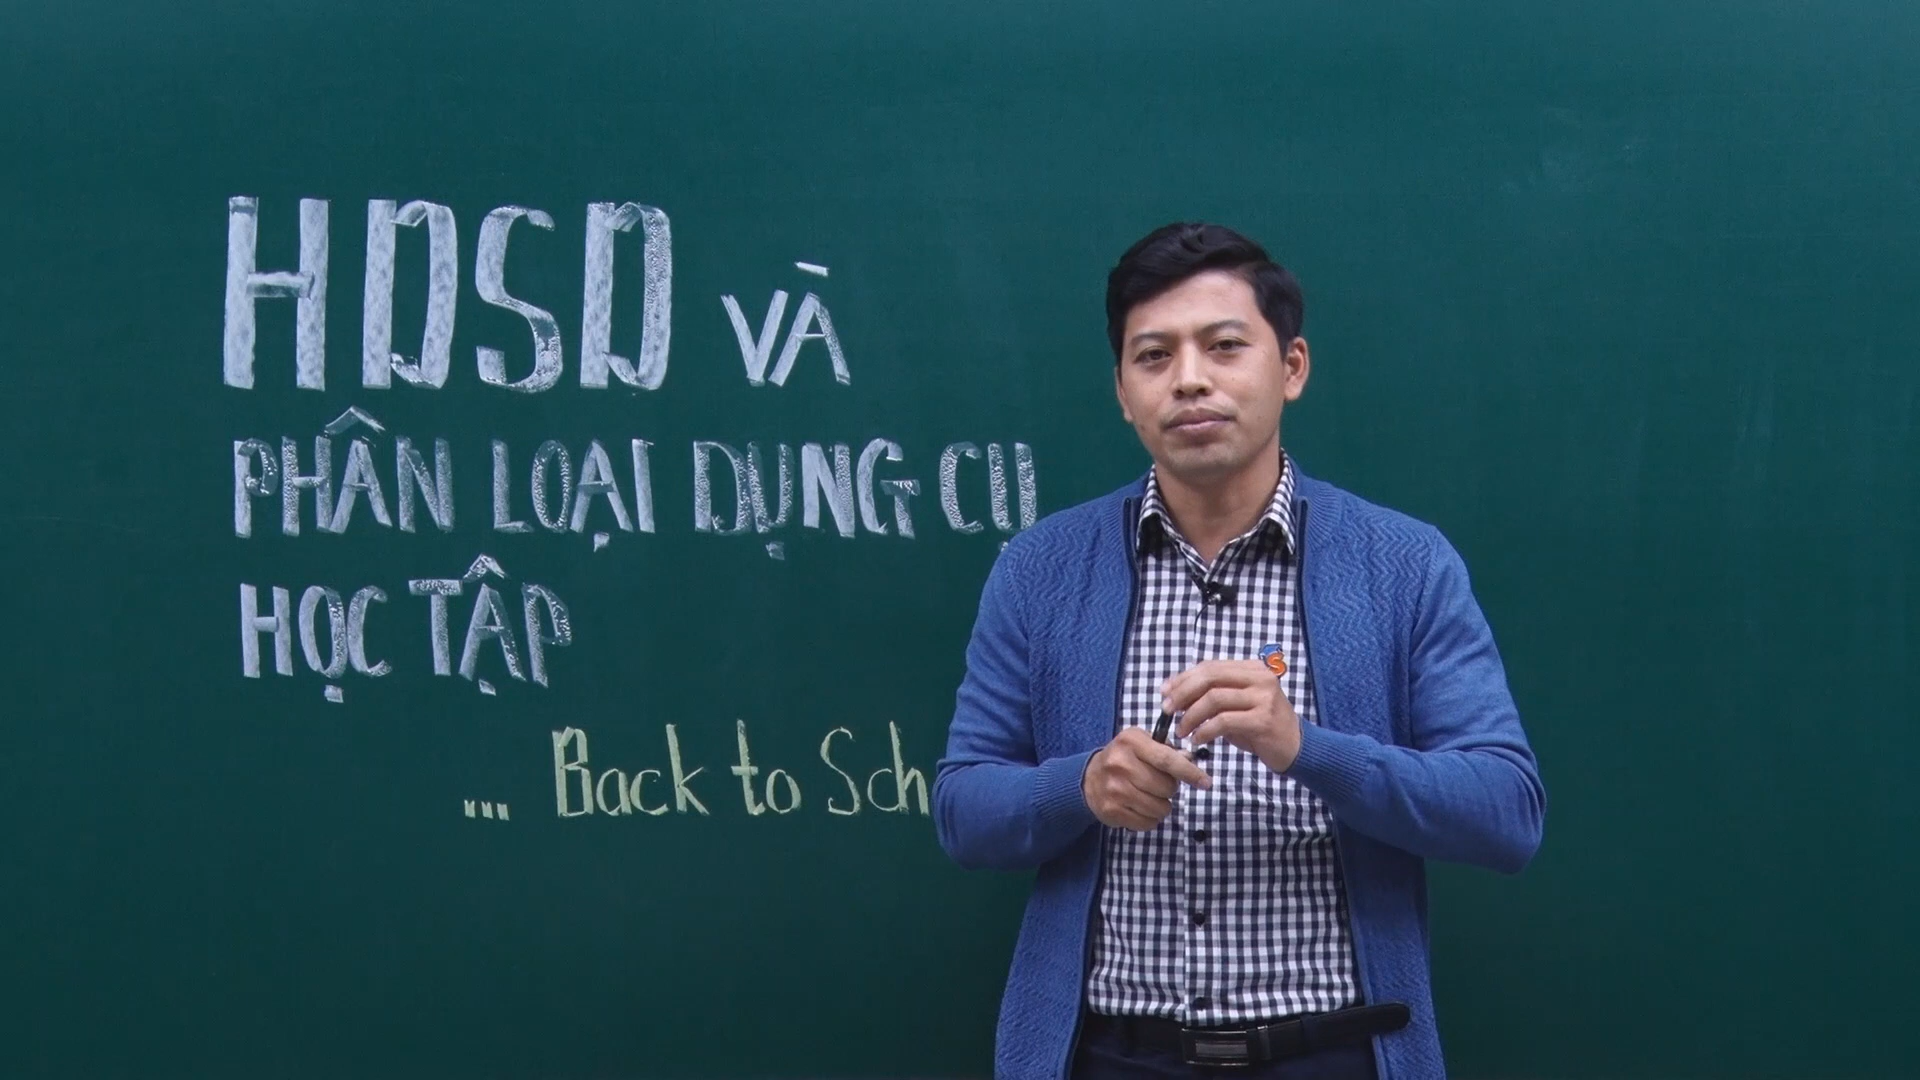 HDSD VÀ
PHÂN LOẠI DỤNG CỤ
HỌC TẬP
... Back to Sch